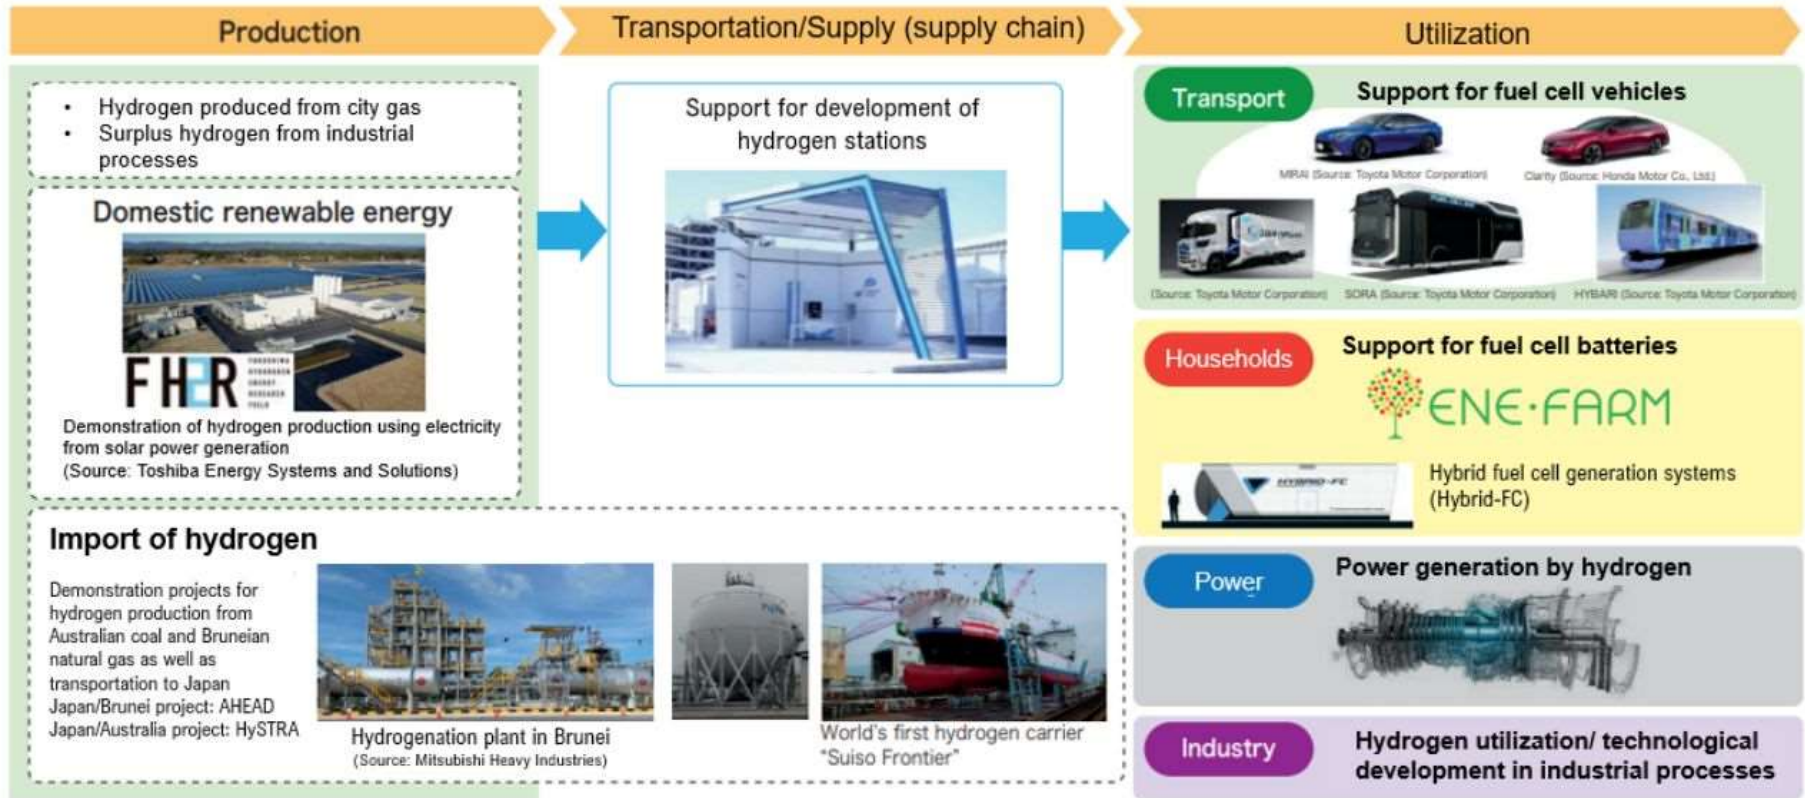 Production
Transportation/Supply (supply chain)
Utilization
• Hydrogen produced from city gas
• Surplus hydrogen from industrial
processes
Domestic renewable energy
FH2R
FUKUSHIMA
HYDROGEN
ENERGY
RESEARCH
FIELD
Demonstration of hydrogen production using electricity
from solar power generation
(Source: Toshiba Energy Systems and Solutions)
Support for development of
hydrogen stations
Import of hydrogen
Demonstration projects for
hydrogen production from
Australian coal and Bruneian
natural gas as well as
transportation to Japan
Japan/Brunei project: AHEAD
Japan/Australia project: HySTRA
Hydrogenation plant in Brunei
(Source: Mitsubishi Heavy Industries)
World's first hydrogen carrier
"Suiso Frontier"
Transport
Support for fuel cell vehicles
MIRAI (Source: Toyota Motor Corporation)
Clarity (Source: Honda Motor Co., Ltd.)
(Source: Toyota Motor Corporation)
SORA (Source: Toyota Motor Corporation)
HYBARI (Source: Toyota Motor Corporation)
Households
Support for fuel cell batteries
ENE·FARM
HYBRID-FC
Hybrid fuel cell generation systems
(Hybrid-FC)
Power
Power generation by hydrogen
Industry
Hydrogen utilization/ technological
development in industrial processes